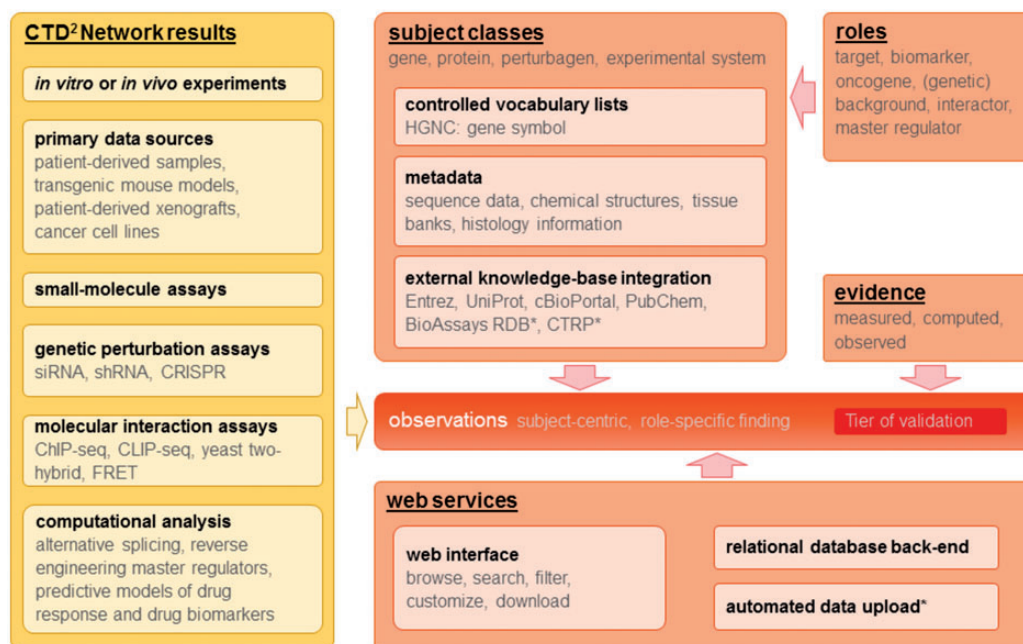 CTD² Network results
in vitro or in vivo experiments
primary data sources
patient-derived samples,
transgenic mouse models,
patient-derived xenografts,
cancer cell lines
small-molecule assays
genetic perturbation assays
siRNA, shRNA, CRISPR
molecular interaction assays
ChIP-seq, CLIP-seq, yeast two-
hybrid, FRET
computational analysis
alternative splicing, reverse
engineering master regulators,
predictive models of drug
response and drug biomarkers
subject classes
gene, protein, perturbagen, experimental system
controlled vocabulary lists
HGNC: gene symbol
metadata
sequence data, chemical structures, tissue
banks, histology information
external knowledge-base integration
Entrez, UniProt, cBioPortal, PubChem,
BioAssays RDB*, CTRP*
roles
target, biomarker,
oncogene, (genetic)
background, interactor,
master regulator
evidence
measured, computed,
observed
observations subject-centric, role-specific finding
Tier of validation
web services
web interface
browse, search, filter,
customize, download
relational database back-end
automated data upload*